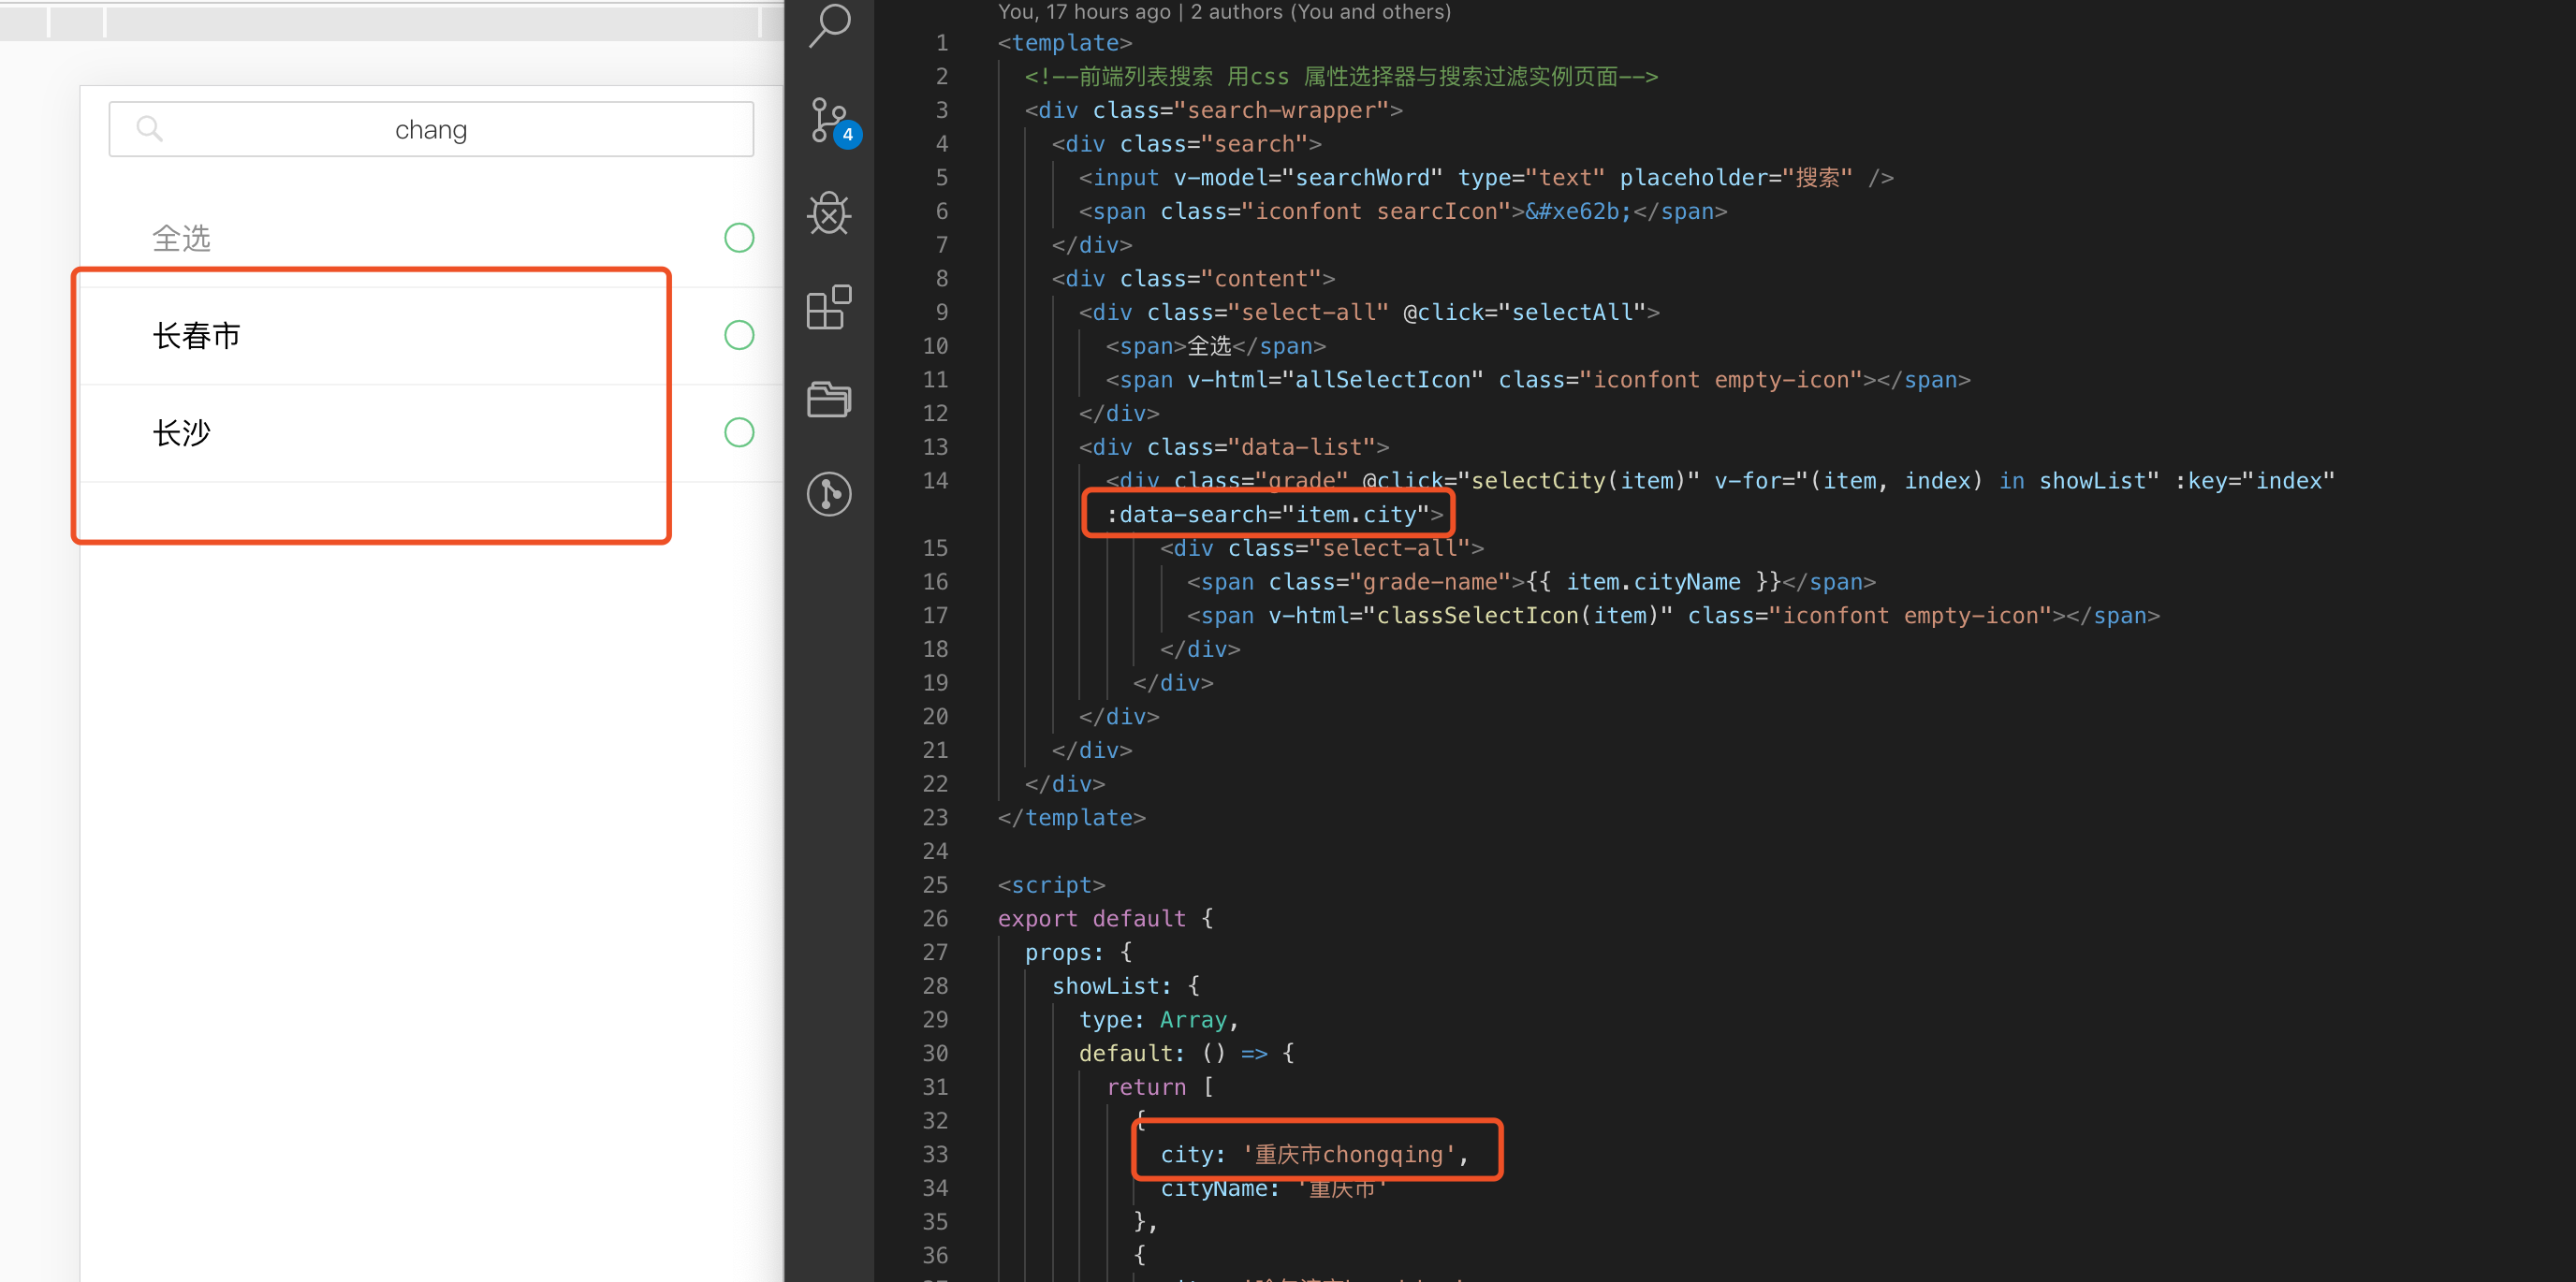 chang
全选
长春市
长沙
4
You, 17 hours ago | 2 authors (You and others)
1 <template>
2 <!--前端列表搜索 用css 属性选择器与搜索过滤实例页面-->
3 <div class="search-wrapper">
4 <div class="search">
5 <input v-model="searchWord" type="text" placeholder="搜索" />
6 <span class="iconfont searcIcon">&#xe62b;</span>
7 </div>
8 <div class="content">
9 <div class="select-all" @click="selectAll">
10 <span>全选</span>
11 <span v-html="allSelectIcon" class="iconfont empty-icon"></span>
12 </div>
13 <div class="data-list">
14 <div class="grade" @click="selectCity(item)" v-for="(item, index) in showList" :key="index"
:data-search="item.city">
15 <div class="select-all">
16 <span class="grade-name">{{ item.cityName }}</span>
17 <span v-html="classSelectIcon(item)" class="iconfont empty-icon"></span>
18 </div>
19 </div>
20 </div>
21 </div>
22 </div>
23 </template>
24
25 <script>
26 export default {
27 props: {
28 showList: {
29 type: Array,
30 default: () => {
31 return [
32 {
33 city: '重庆市chongqing',
34 cityName: '重庆市'
35 },
36 {